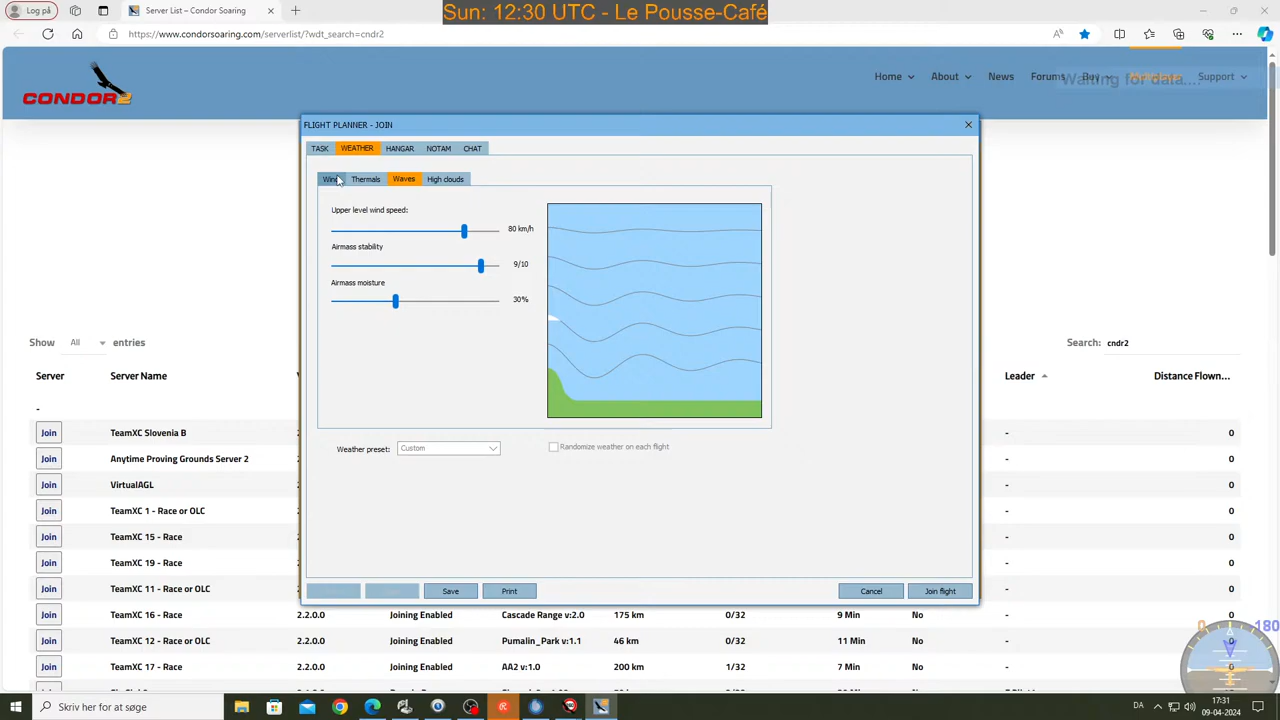 Log på
Server List – Condor Soaring
Sun: 12:30 UTC - Le Pousse-Café
https://www.condorsoaring.com/serverlist/?wdt_search=cndr2
CONDOR2
Home About News Forums Support
Waiting for data....
FLIGHT PLANNER - JOIN
TASK WEATHER HANGAR NOTAM CHAT
Thermals Waves High clouds
Upper level wind speed:
80 km/h
Airmass stability
9/10
Airmass moisture
30%
Weather preset: Custom Randomize weather on each flight
Save Print Cancel Join flight
Show All entries Search: cndr2
Server Server Name Leader Distance Flown...
-
Join TeamXC Slovenia B - 0
Join Anytime Proving Grounds Server 2 - 0
Join VirtualAGL - 0
Join TeamXC 1 - Race or OLC - 0
Join TeamXC 15 - Race - 0
Join TeamXC 19 - Race - 0
Join TeamXC 11 - Race or OLC - 0
Join TeamXC 16 - Race 2.2.0.0 Joining Enabled Cascade Range v:2.0 175 km 0/32 9 Min No - 0
Join TeamXC 12 - Race or OLC 2.2.0.0 Joining Enabled Pumalin_Park v:1.1 46 km 0/32 11 Min No - 0
Join TeamXC 17 - Race 2.2.0.0 Joining Enabled AA2 v:1.0 200 km 1/32 7 Min No - 0
0 180
Skriv her for at søge
DA 17:31
09-04-2024